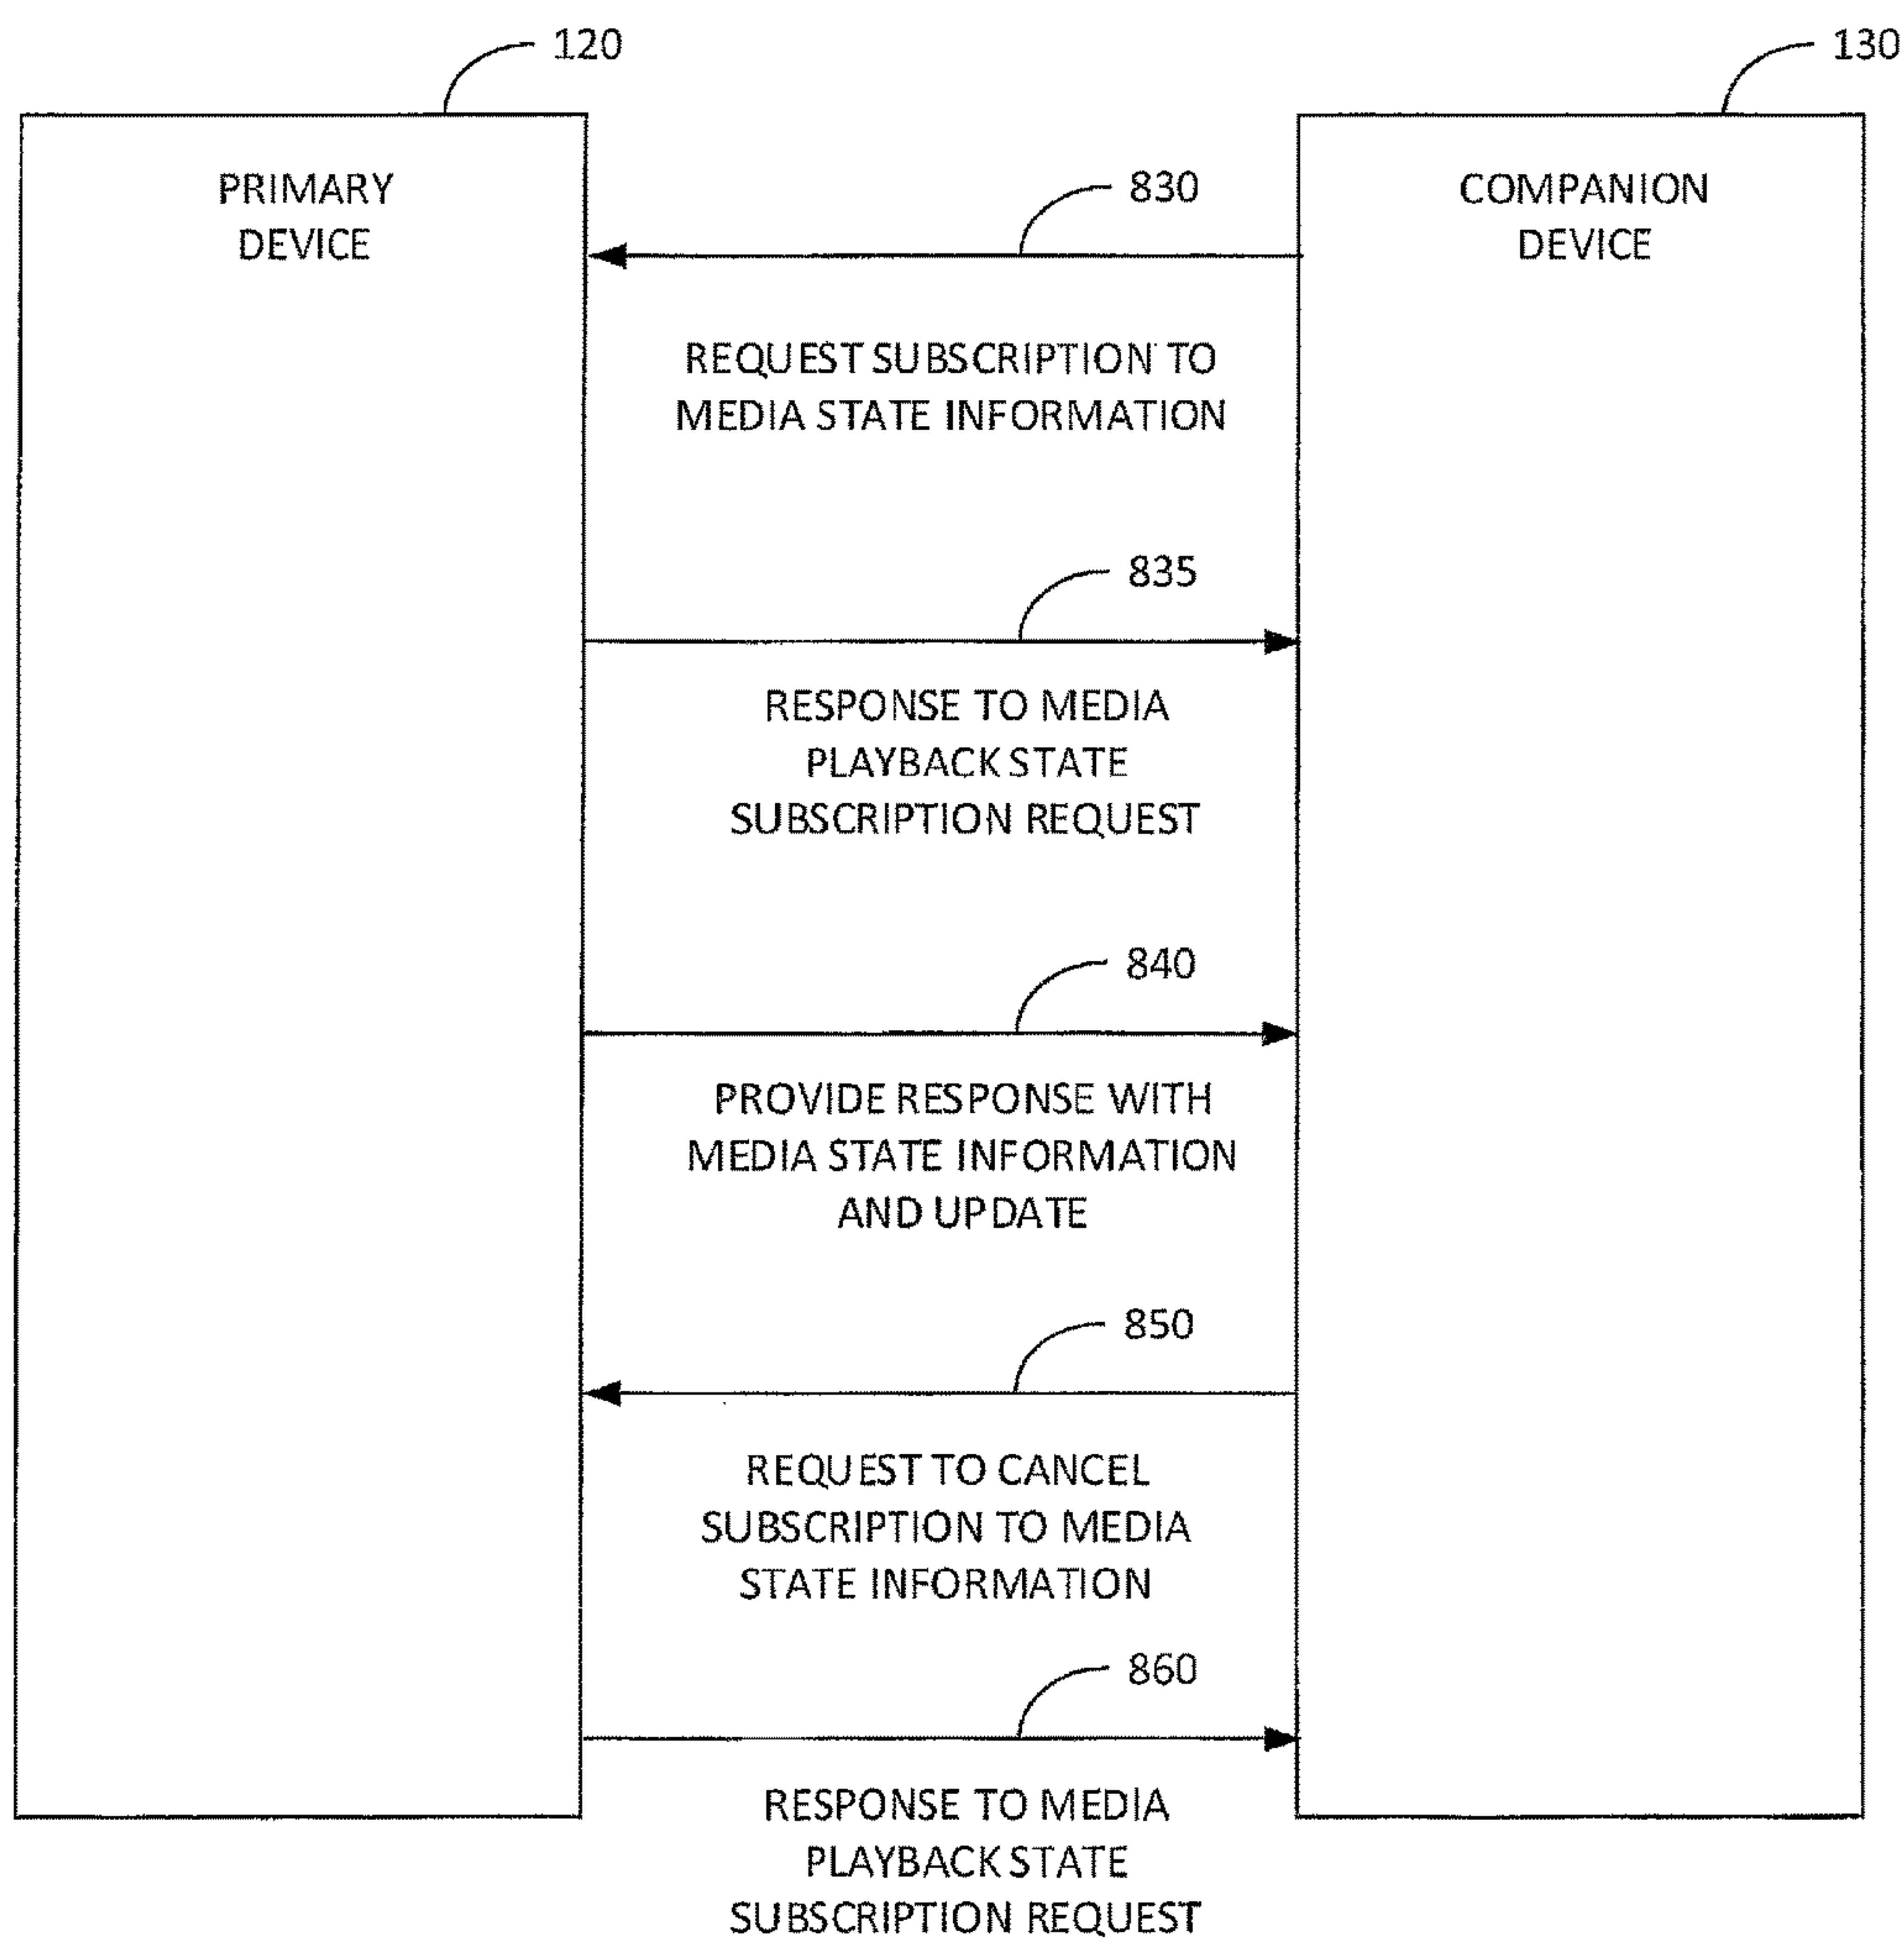 120
130
PRIMARY
DEVICE
COMPANION
DEVICE
830
REQUEST SUBSCRIPTION TO
MEDIA STATE INFORMATION
835
RESPONSE TO MEDIA
PLAYBACK STATE
SUBSCRIPTION REQUEST
840
PROVIDE RESPONSE WITH
MEDIA STATE INFORMATION
AND UPDATE
850
REQUEST TO CANCEL
SUBSCRIPTION TO MEDIA
STATE INFORMATION
860
RESPONSE TO MEDIA
PLAYBACK STATE
SUBSCRIPTION REQUEST